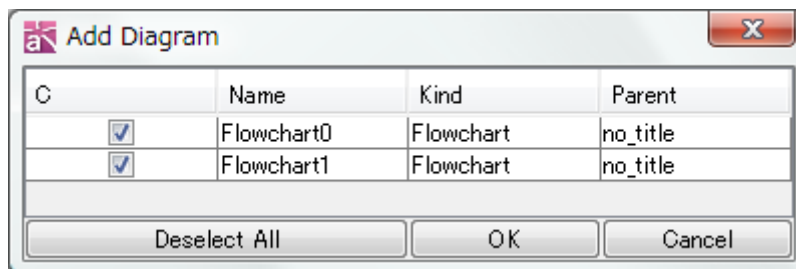 Add Diagram
C Name Kind Parent
Flowchart0 Flowchart no_title
Flowchart1 Flowchart no_title
Deselect All OK Cancel